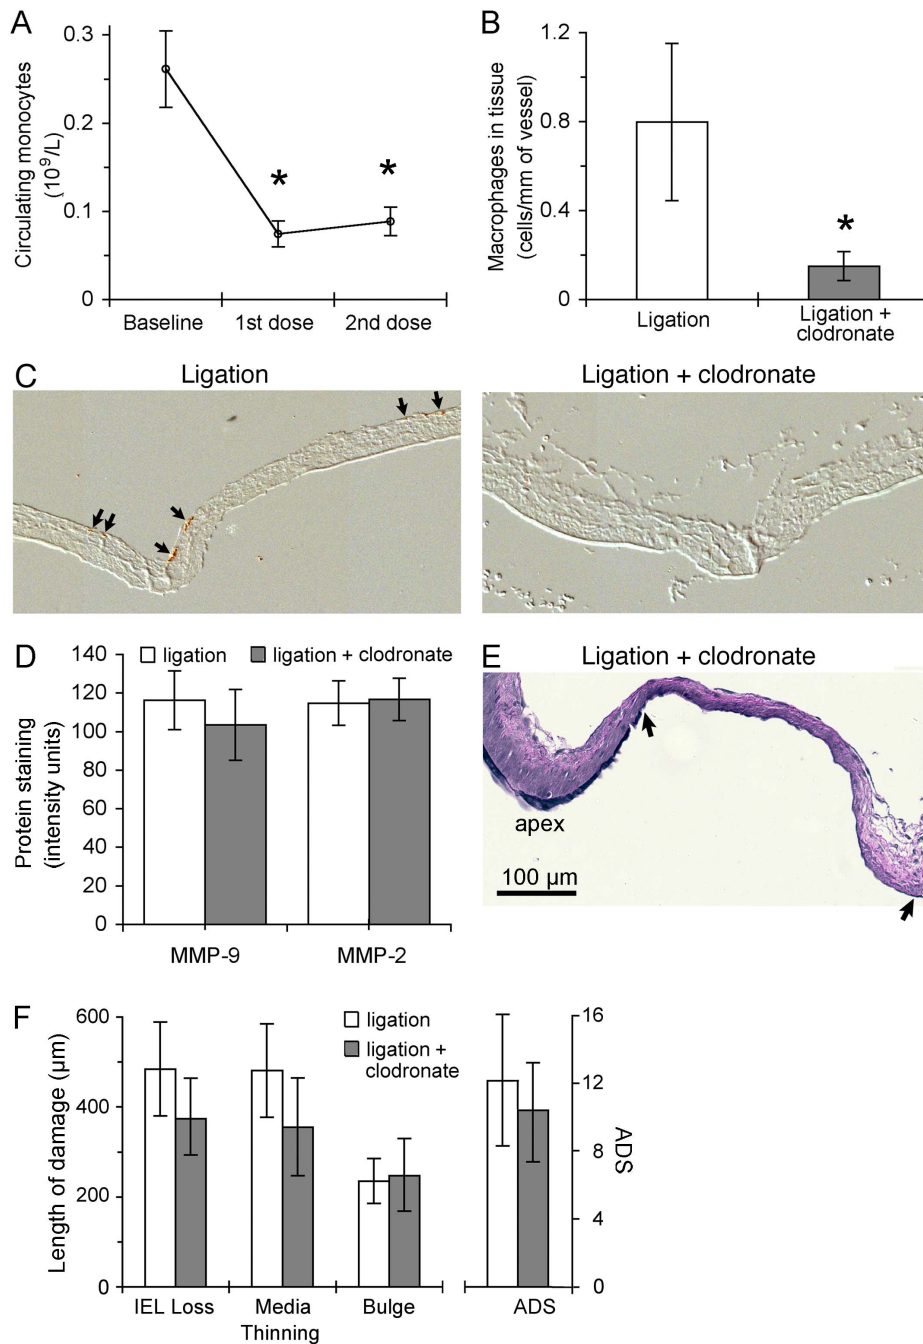 A
Circulating monocytes
(10⁹/L)
0.3
0.2
0.1
0
*
*
Baseline
1st dose
2nd dose
B
Macrophages in tissue
(cells/mm of vessel)
1.2
0.8
0.4
0
*
Ligation
Ligation +
clodronate
C
Ligation
Ligation + clodronate
D
Protein staining
(intensity units)
140
120
100
80
60
40
20
0
ligation
ligation + clodronate
MMP-9
MMP-2
E
Ligation + clodronate
apex
100 µm
F
Length of damage (µm)
600
400
200
0
ligation
ligation +
clodronate
IEL Loss
Media
Thinning
Bulge
16
12
8
4
0
ADS
ADS